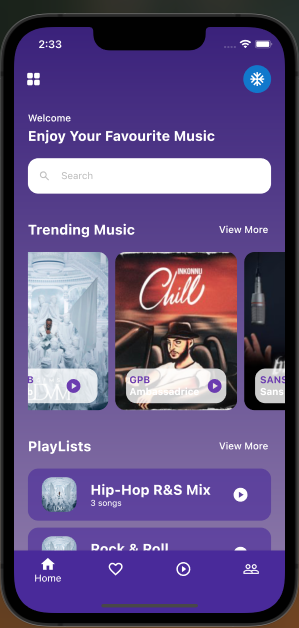 2:33
Welcome
Enjoy Your Favourite Music
Search
Trending Music
View More
INKONNU
Chill
B
GPB
Ambassadrice
SANS
Sans
PlayLists
View More
Hip-Hop R&S Mix
3 songs
Rock & Roll
Home